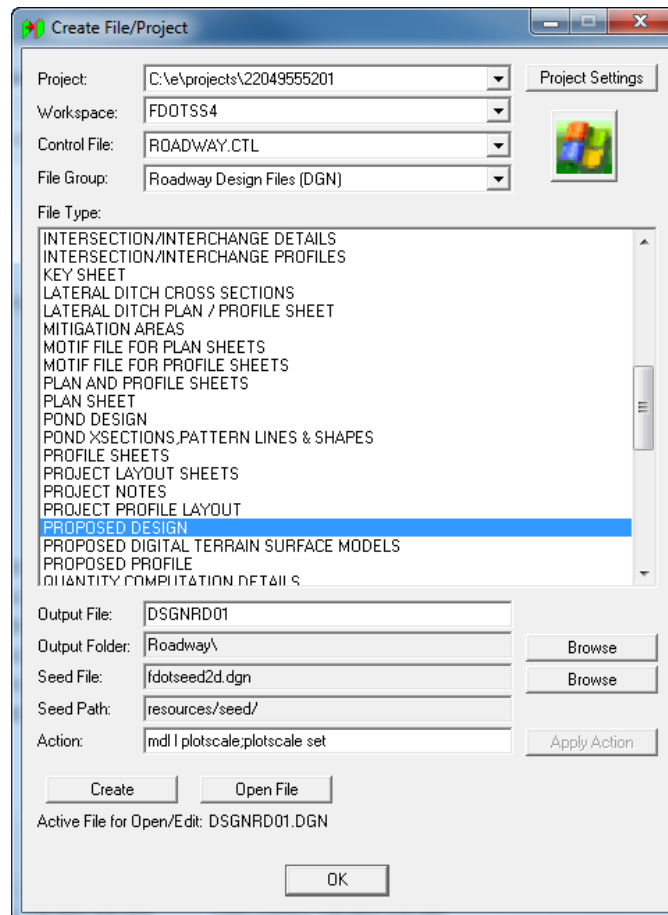 Create File/Project
Project: C:\e\projects\22049555201 Project Settings
Workspace: FDOTSS4
Control File: ROADWAY.CTL
File Group: Roadway Design Files (DGN)
File Type:
INTERSECTION/INTERCHANGE DETAILS
INTERSECTION/INTERCHANGE PROFILES
KEY SHEET
LATERAL DITCH CROSS SECTIONS
LATERAL DITCH PLAN / PROFILE SHEET
MITIGATION AREAS
MOTIF FILE FOR PLAN SHEETS
MOTIF FILE FOR PROFILE SHEETS
PLAN AND PROFILE SHEETS
PLAN SHEET
POND DESIGN
POND XSECTIONS,PATTERN LINES & SHAPES
PROFILE SHEETS
PROJECT LAYOUT SHEETS
PROJECT NOTES
PROJECT PROFILE LAYOUT
PROPOSED DESIGN
PROPOSED DIGITAL TERRAIN SURFACE MODELS
PROPOSED PROFILE
QUANTITY COMPUTATION DETAILS
Output File: DSGNRD01
Output Folder: Roadway\ Browse
Seed File: fdotseed2d.dgn Browse
Seed Path: resources/seed/
Action: mdl l plotscale;plotscale set Apply Action
Create Open File
Active File for Open/Edit: DSGNRD01.DGN
OK